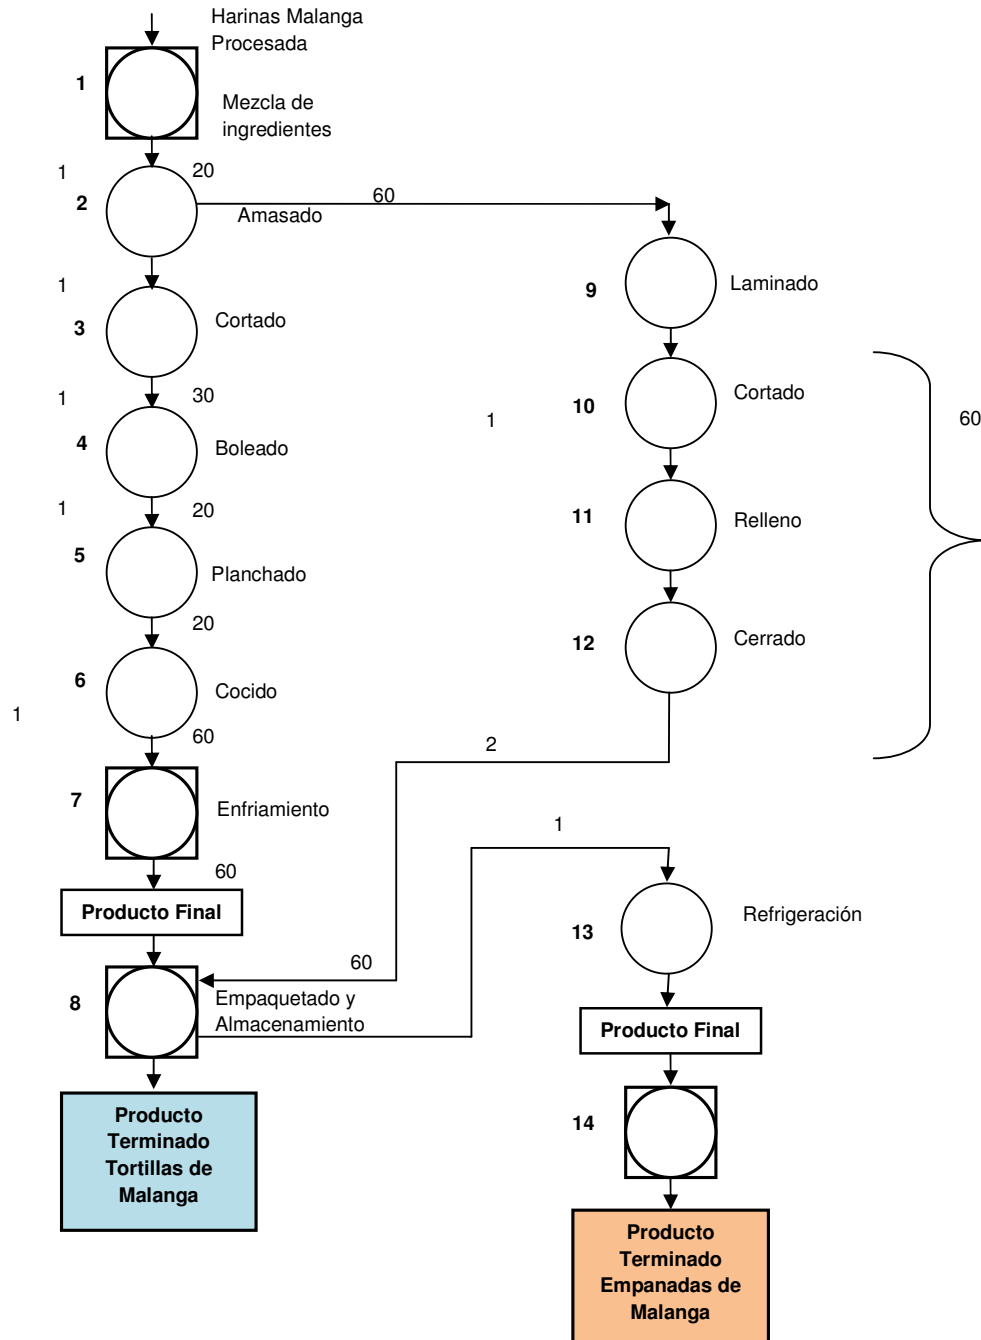 Harinas Malanga
Procesada
1
Mezcla de
ingredientes
1
20
2
Amasado
60
1
3
Cortado
1
30
4
Boleado
1
20
5
Planchado
20
6
Cocido
1
60
7
Enfriamiento
60
Producto Final
8
Empaquetado y
Almacenamiento
Producto
Terminado
Tortillas de
Malanga
9
Laminado
10
Cortado
1
60
11
Relleno
12
Cerrado
2
60
1
13
Refrigeración
Producto Final
14
Producto
Terminado
Empanadas de
Malanga